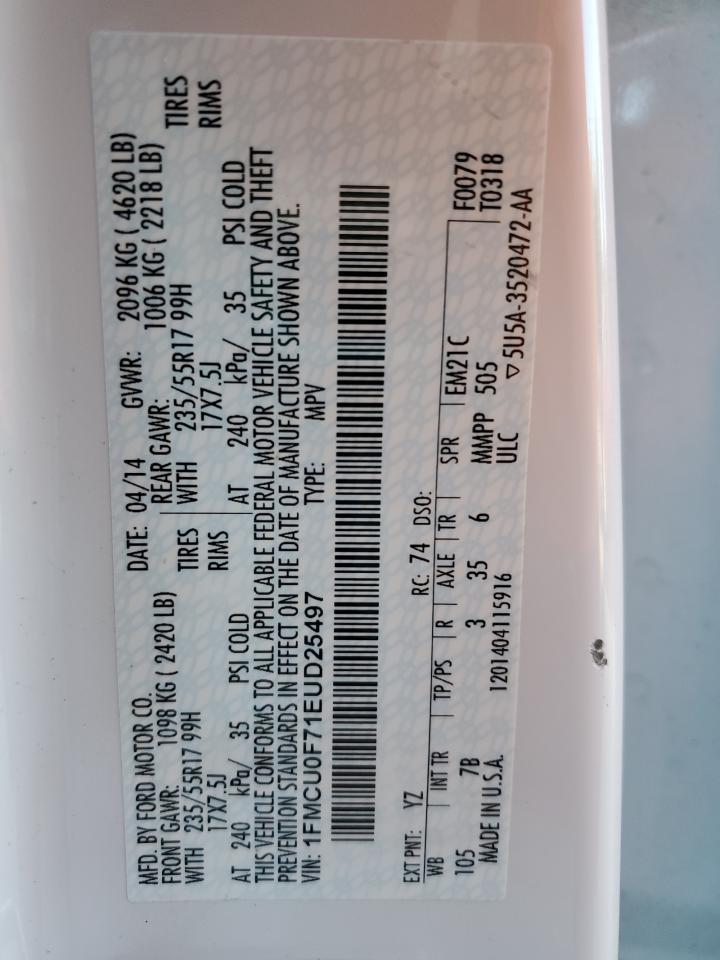 MFD. BY FORD MOTOR CO. DATE: 04/14 GVWR: 2096 KG ( 4620 LB)
FRONT GAWR: 1098 KG ( 2420 LB) REAR GAWR: 1006 KG ( 2218 LB)
WITH 235/55R17 99H TIRES WITH 235/55R17 99H TIRES
17X7.5J RIMS 17X7.5J RIMS
AT 240 kPa/ 35 PSI COLD AT 240 kPa/ 35 PSI COLD
THIS VEHICLE CONFORMS TO ALL APPLICABLE FEDERAL MOTOR VEHICLE SAFETY AND THEFT
PREVENTION STANDARDS IN EFFECT ON THE DATE OF MANUFACTURE SHOWN ABOVE.
VIN: 1FMCU0F71EUD25497 TYPE: MPV
EXT PNT: YZ RC: 74 DSO:
WB INT TR TP/PS R AXLE TR SPR EM21C F0079
105 7B 3 35 6 MMPP 505 T0318
MADE IN U.S.A. 1201404115916 ULC ▽5U5A-3520472-AA